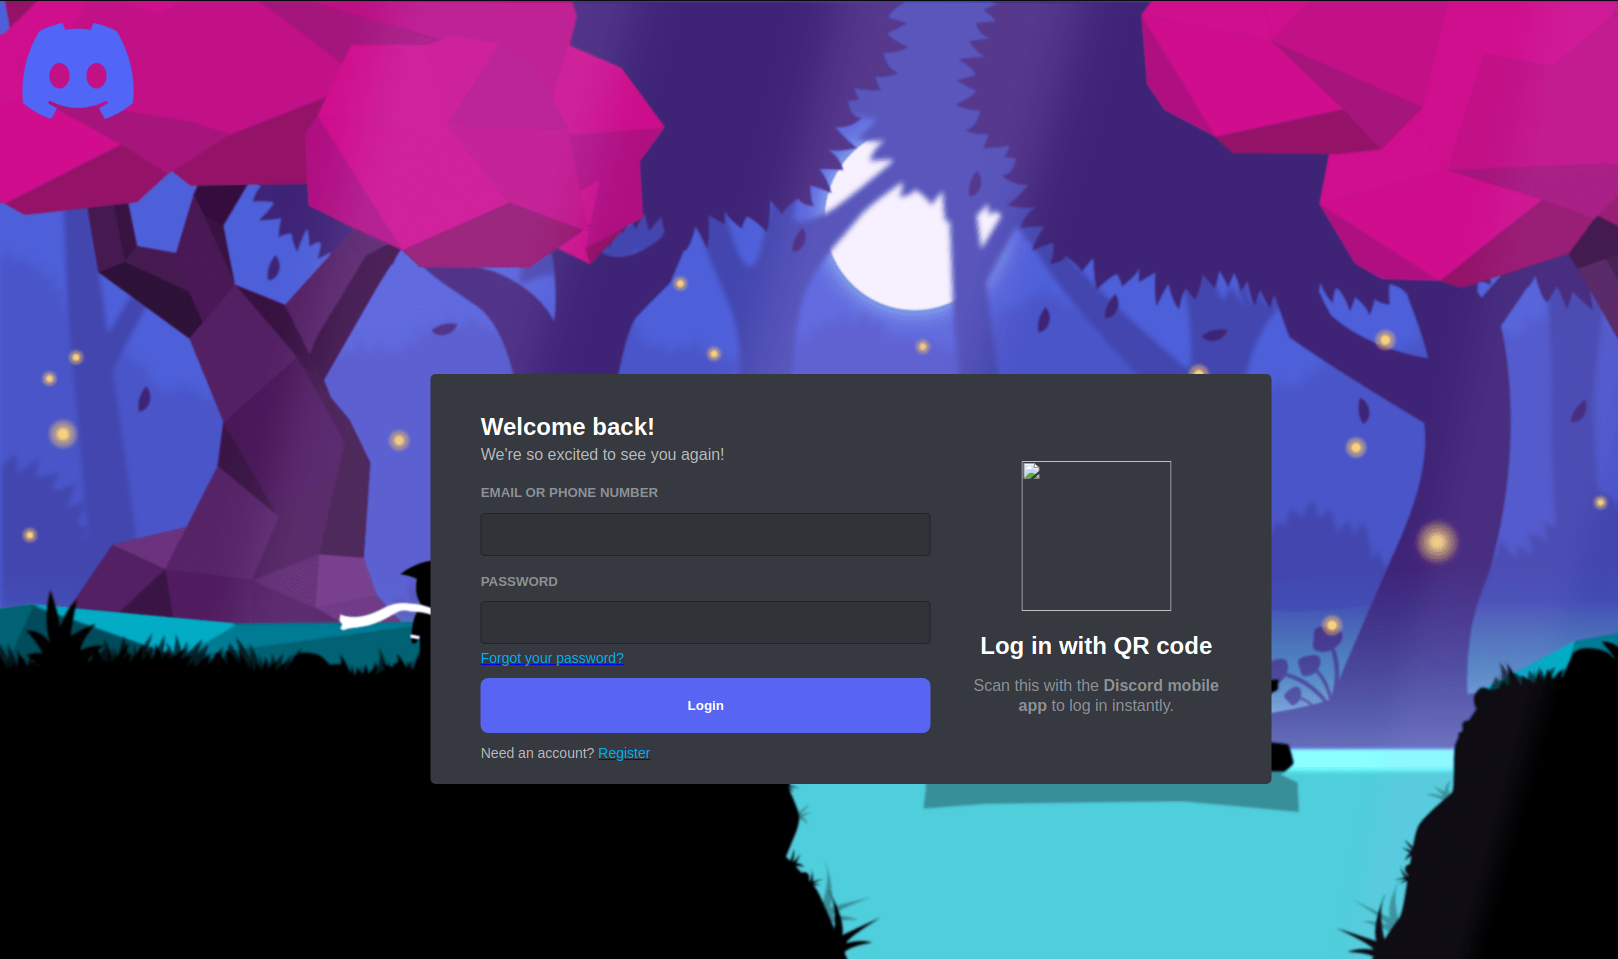 Welcome back!
We're so excited to see you again!
EMAIL OR PHONE NUMBER
PASSWORD
Forgot your password?
Login
Need an account? Register
Log in with QR code
Scan this with the Discord mobile
app to log in instantly.